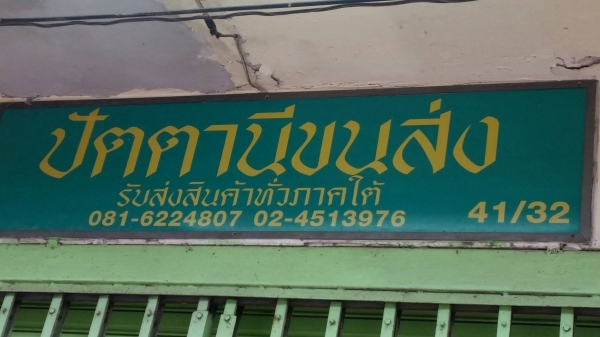 ปัตตานีขนส่ง
รับส่งสินค้าทั่วภาคใต้
081-6224807 02-4513976
41/32